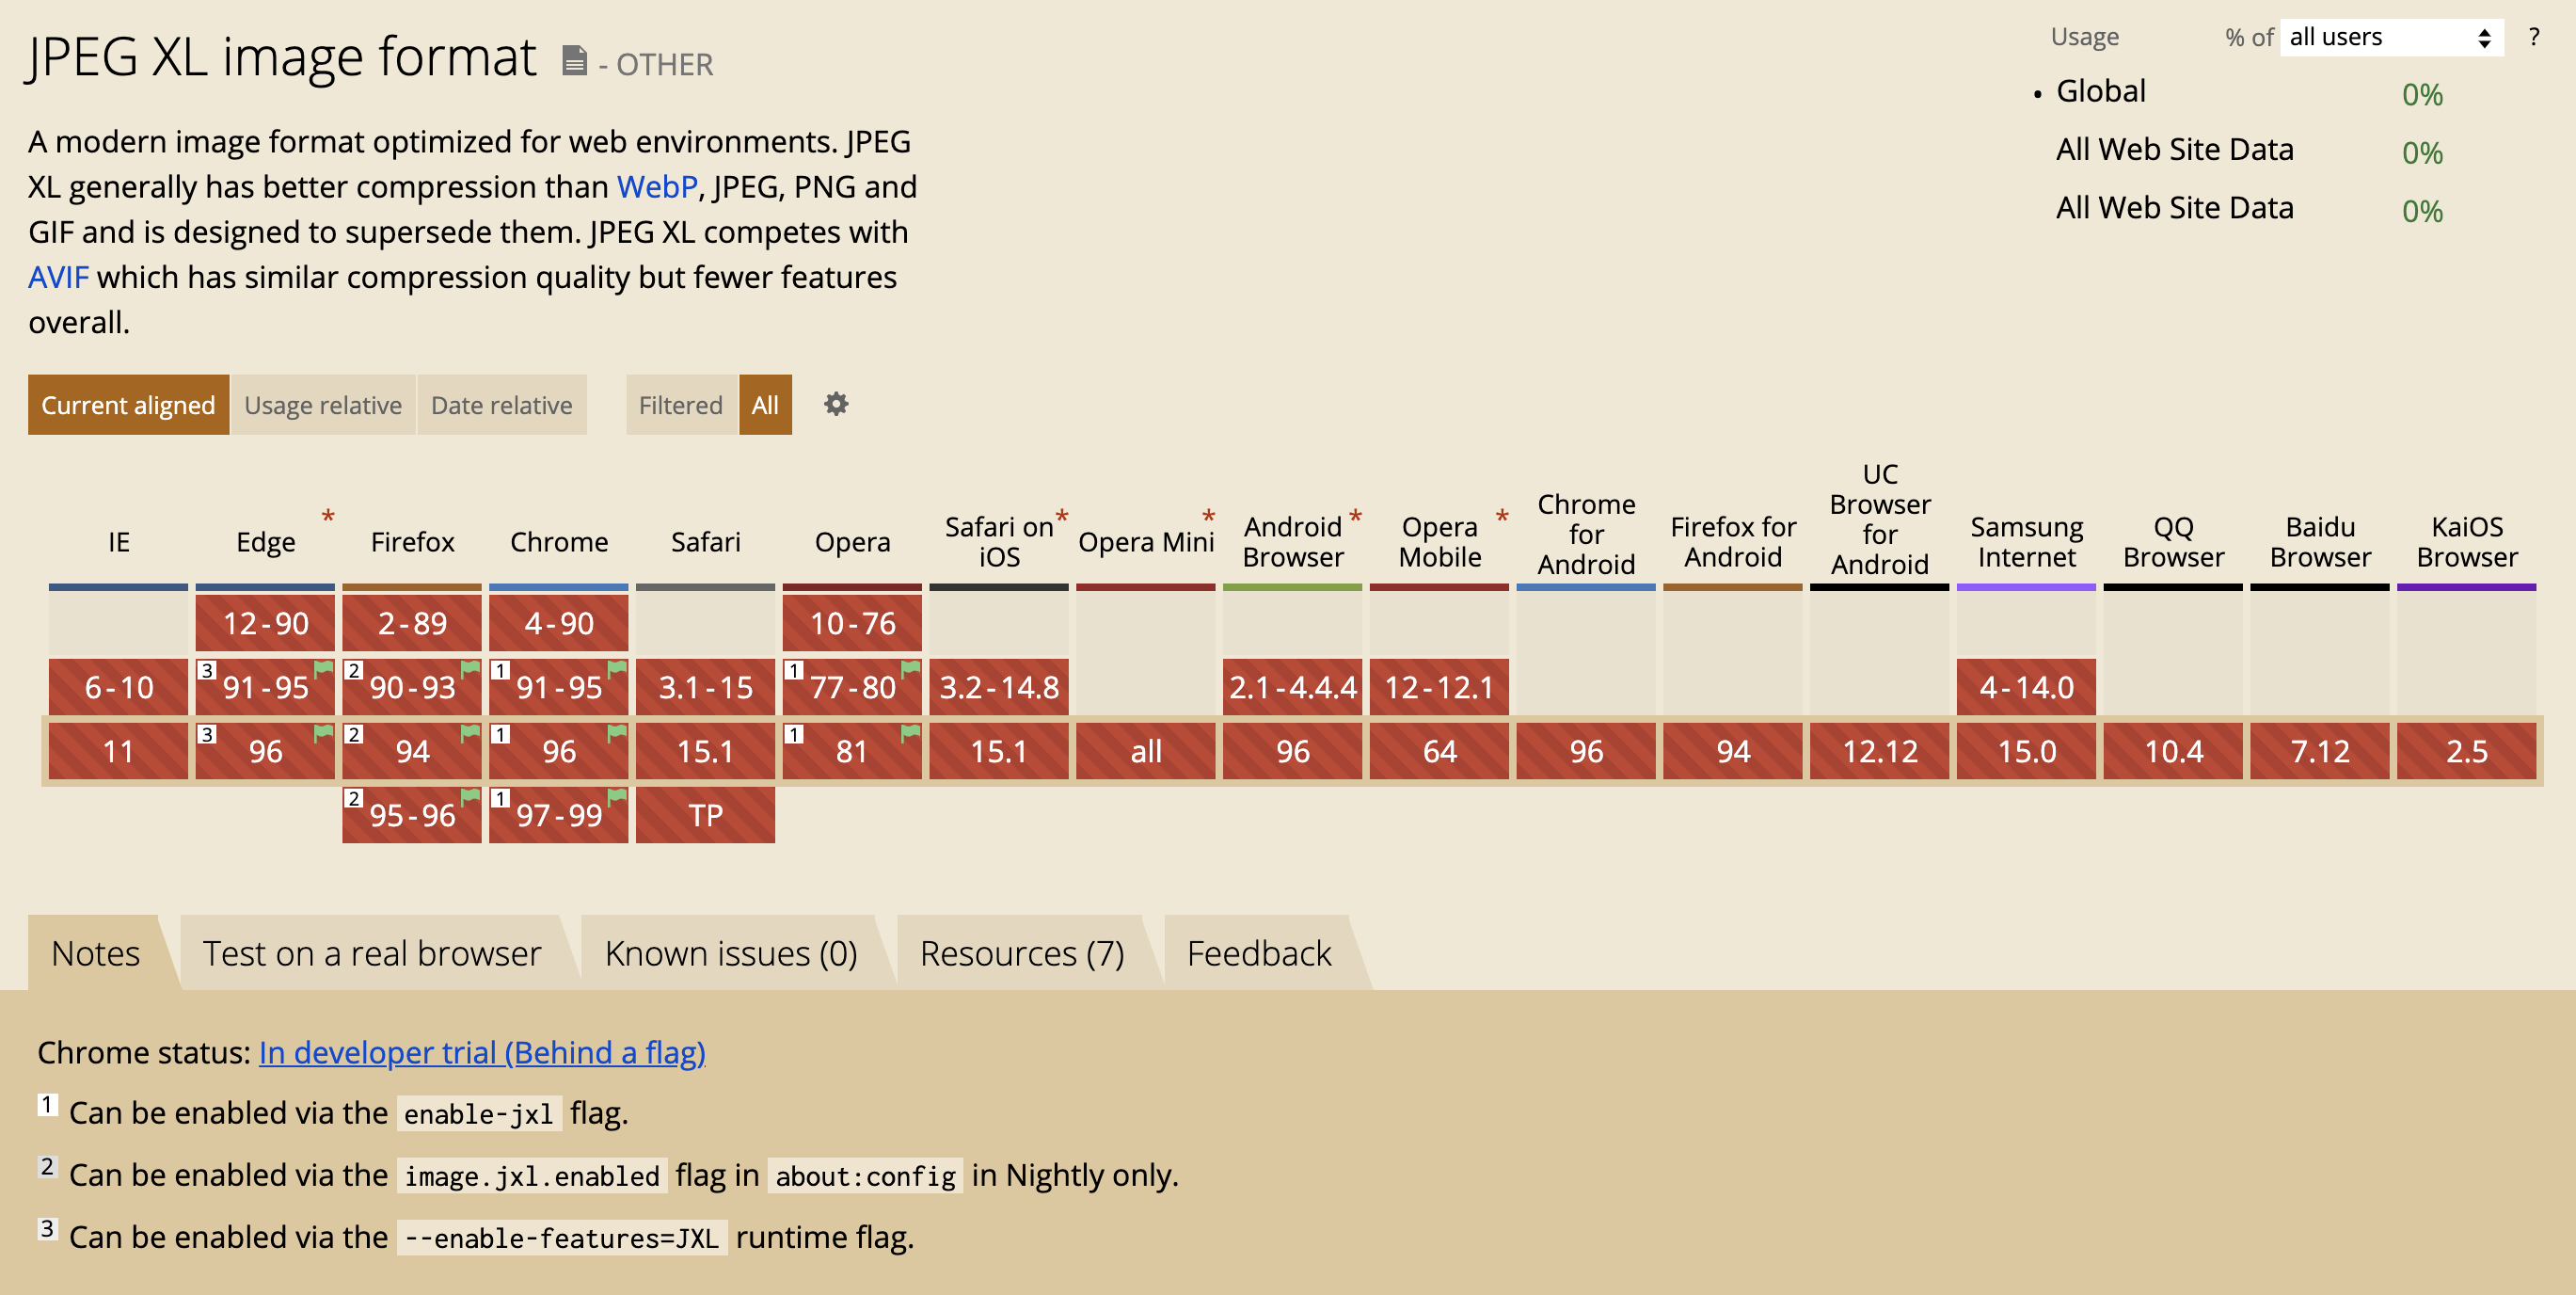 JPEG XL image format - OTHER
Usage % of all users ?
• Global 0%
All Web Site Data 0%
All Web Site Data 0%
A modern image format optimized for web environments. JPEG
XL generally has better compression than WebP, JPEG, PNG and
GIF and is designed to supersede them. JPEG XL competes with
AVIF which has similar compression quality but fewer features
overall.
Current aligned Usage relative Date relative Filtered All
IE Edge * Firefox Chrome Safari Opera Safari on iOS * Opera Mini * Android Browser * Opera Mobile * Chrome for Android Firefox for Android UC Browser for Android Samsung Internet QQ Browser Baidu Browser KaiOS Browser
12-90 2-89 4-90 10-76
6-10 3 91-95 2 90-93 1 91-95 3.1-15 1 77-80 3.2-14.8 2.1-4.4.4 12-12.1 4-14.0
11 3 96 2 94 1 96 15.1 1 81 15.1 all 96 64 96 94 12.12 15.0 10.4 7.12 2.5
2 95-96 1 97-99 TP
Notes Test on a real browser Known issues (0) Resources (7) Feedback
Chrome status: In developer trial (Behind a flag)
1 Can be enabled via the enable-jxl flag.
2 Can be enabled via the image.jxl.enabled flag in about:config in Nightly only.
3 Can be enabled via the --enable-features=JXL runtime flag.